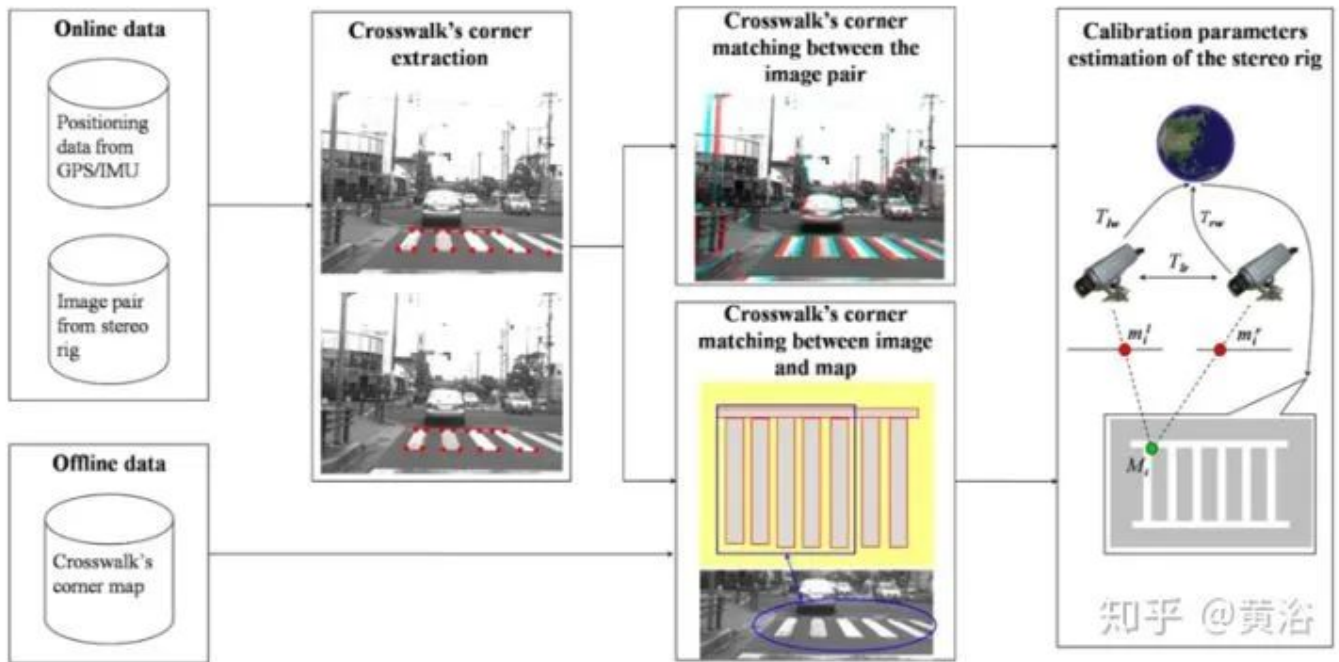 Online data
Positioning
data from
GPS/IMU
Image pair
from stereo
rig
Offline data
Crosswalk's
corner map
Crosswalk's corner
extraction
Crosswalk's corner
matching between the
image pair
Crosswalk's corner
matching between image
and map
Calibration parameters
estimation of the stereo rig
T_lw
T_rw
T_lr
m_i^l
m_i^r
M_i
知乎 @黄浴